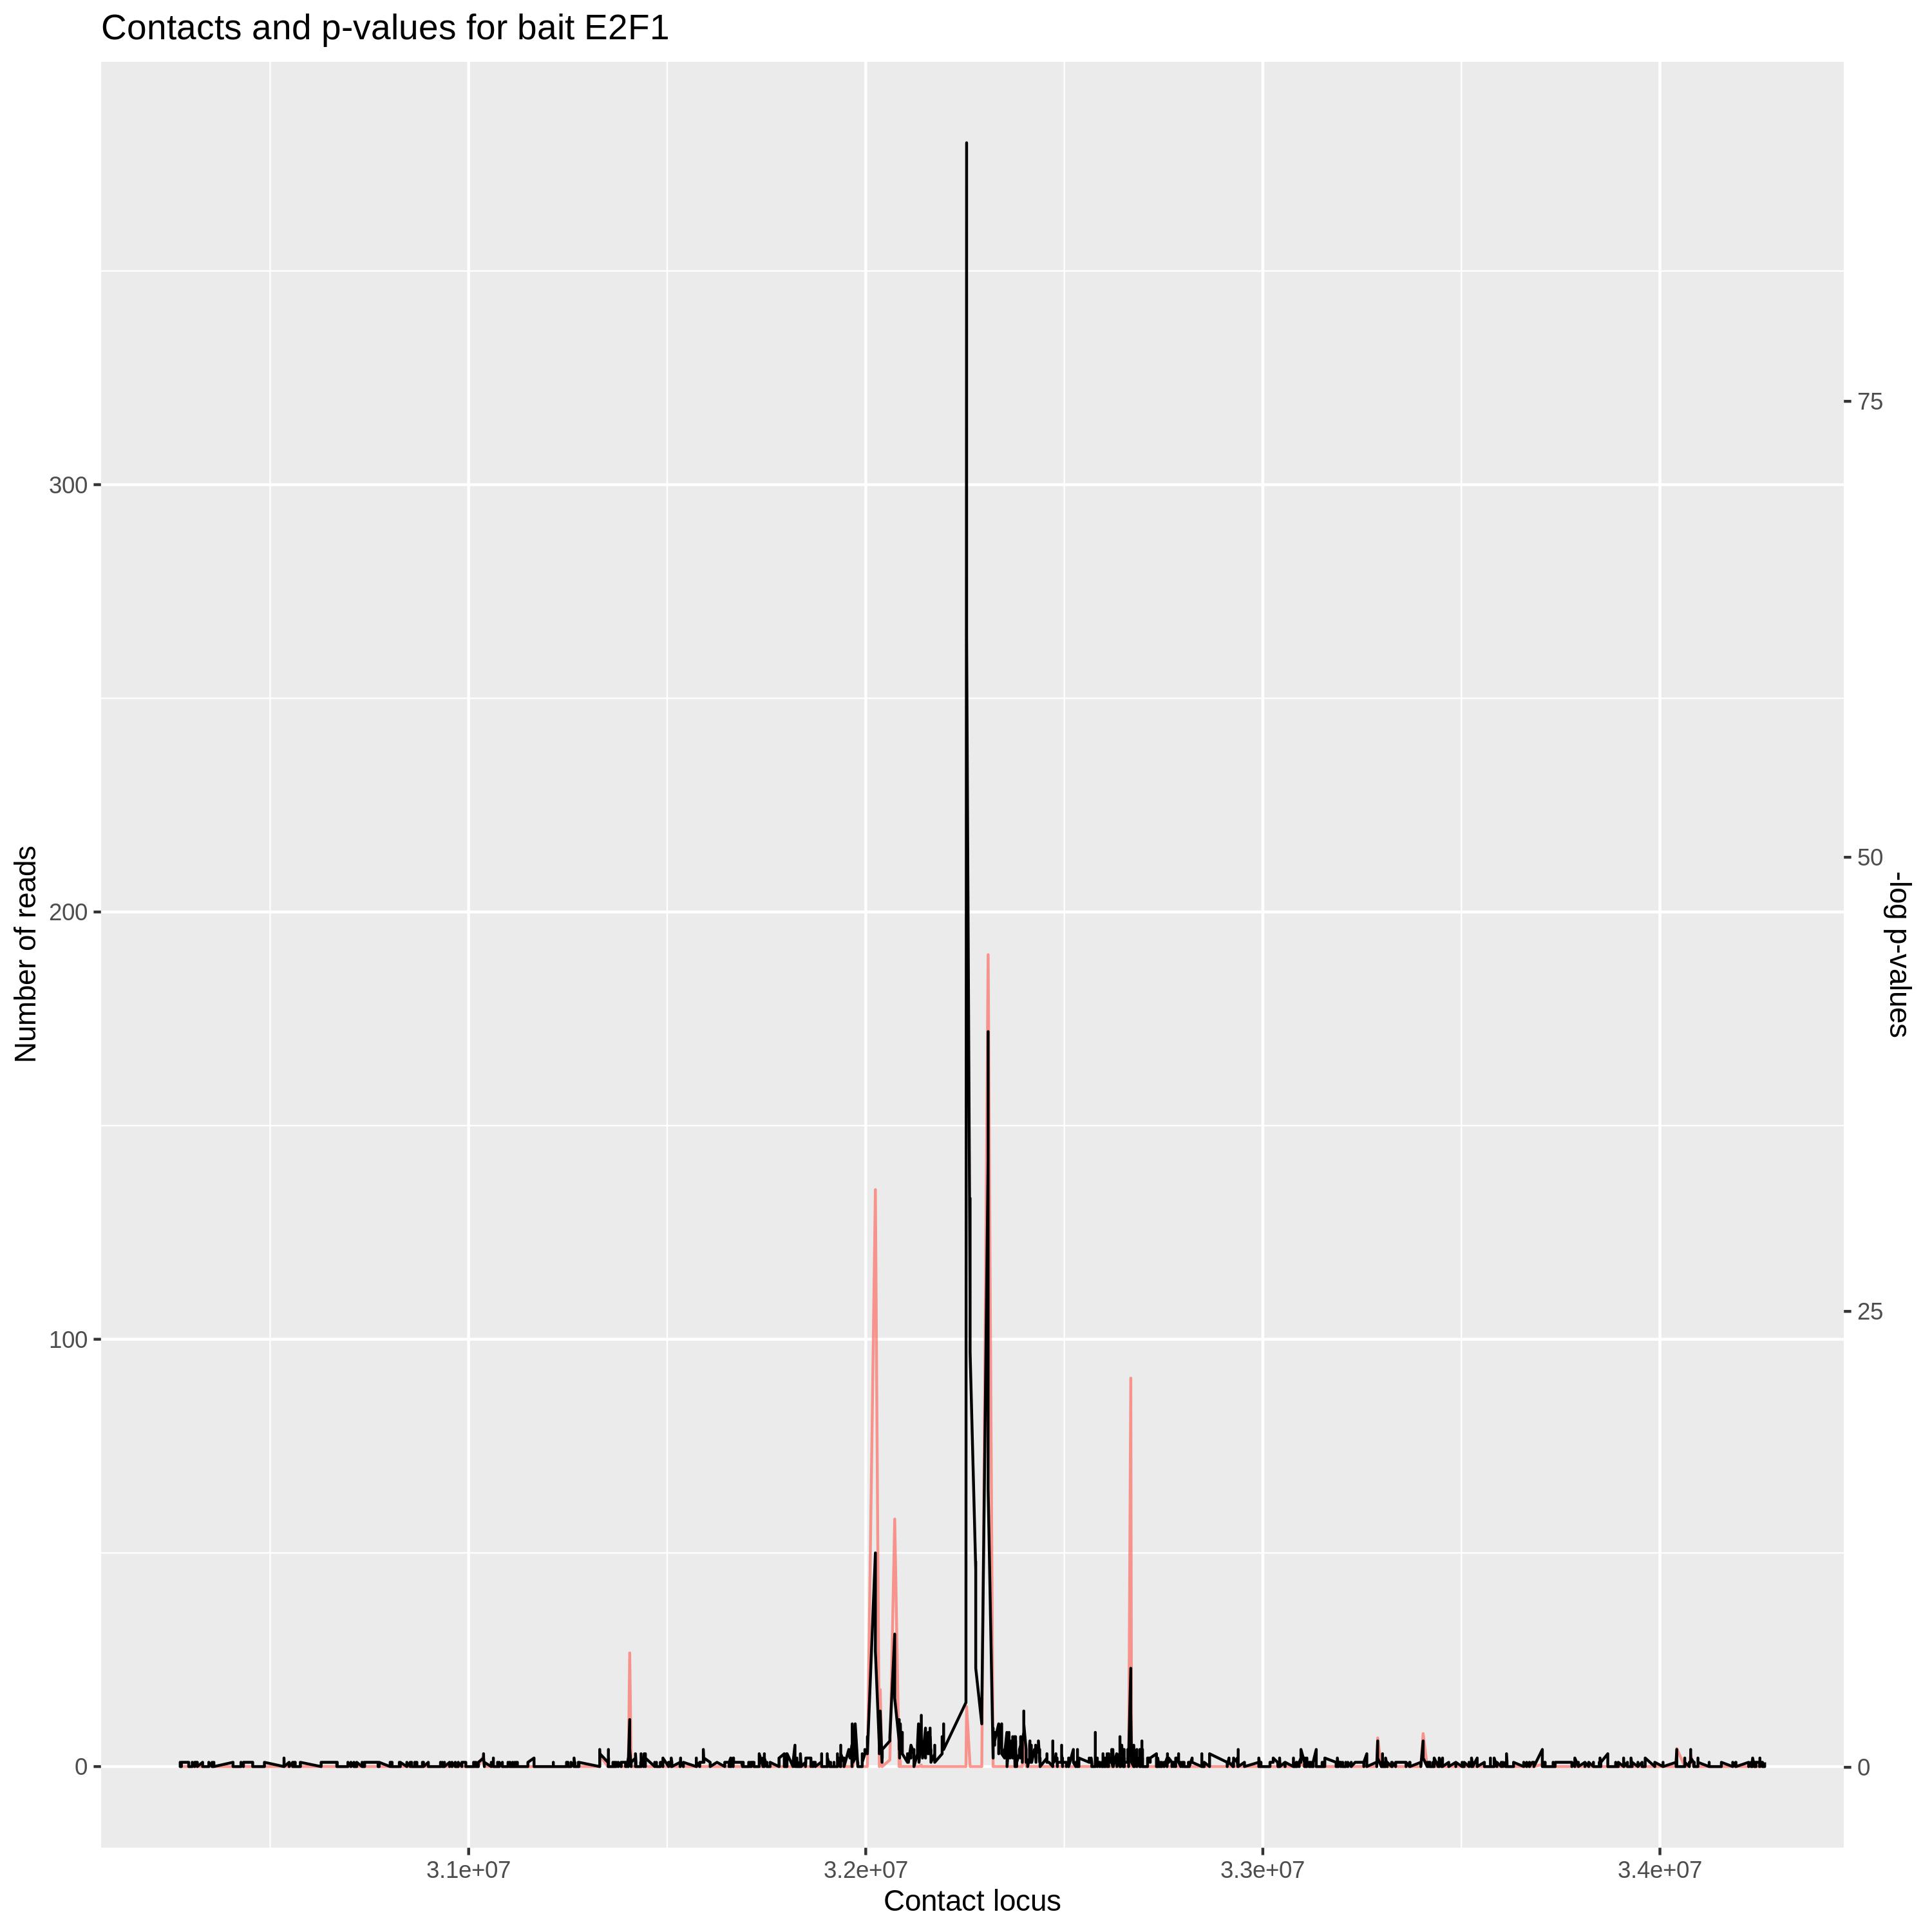 Contacts and p-values for bait E2F1
Number of reads
300
200
100
0
75
50
25
0
-log p-values
3.1e+07
3.2e+07
3.3e+07
3.4e+07
Contact locus